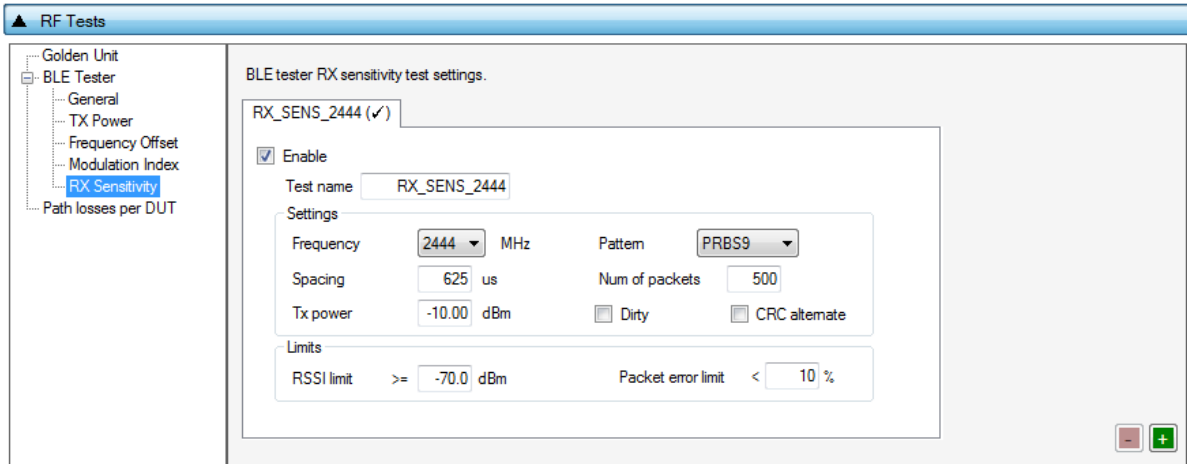 ▲ RF Tests
Golden Unit
BLE Tester
General
TX Power
Frequency Offset
Modulation Index
RX Sensitivity
Path losses per DUT
BLE tester RX sensitivity test settings.
RX_SENS_2444 (✓)
Enable
Test name RX_SENS_2444
Settings
Frequency 2444 MHz Pattern PRBS9
Spacing 625 us Num of packets 500
Tx power -10.00 dBm Dirty CRC alternate
Limits
RSSI limit >= -70.0 dBm Packet error limit < 10 %
- +